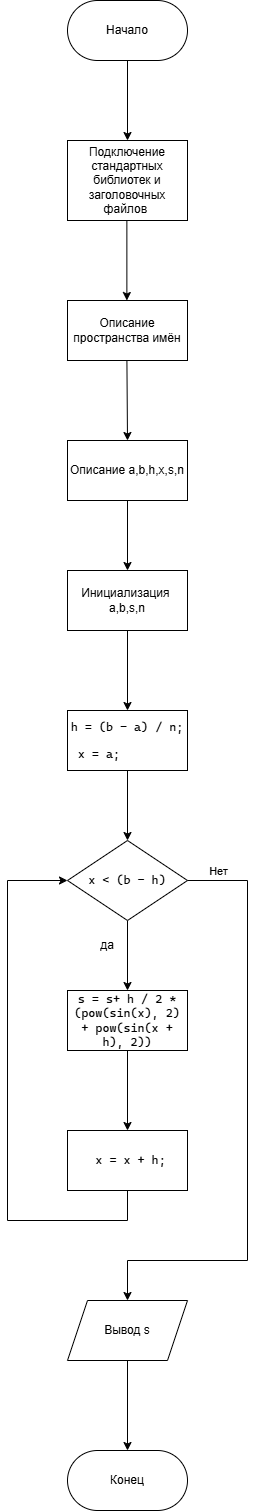 Начало
Подключение
стандартных
библиотек и
заголовочных
файлов
Описание
пространства имён
Описание a,b,h,x,s,n
Инициализация
a,b,s,n
h = (b − a) / n;
x = a;
x < (b − h)
Нет
да
s = s+ h / 2 *
(pow(sin(x), 2)
+ pow(sin(x +
h), 2))
x = x + h;
Вывод s
Конец